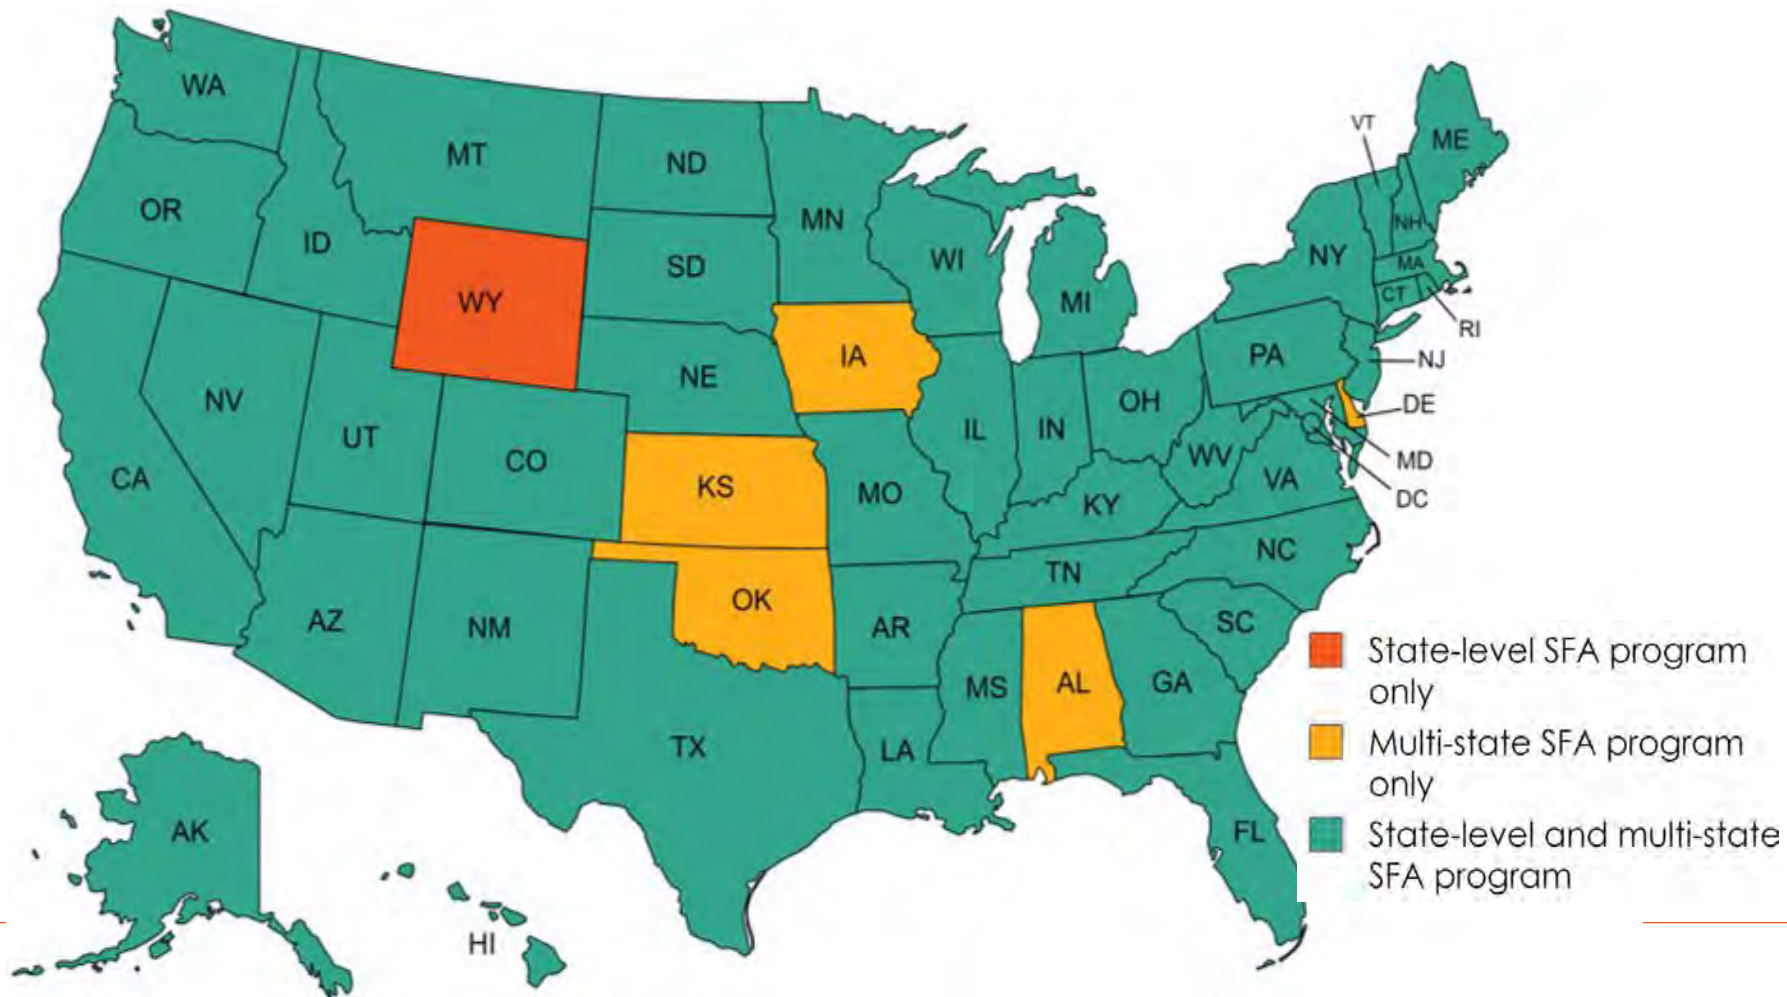 WA
MT
ND
MN
VT
ME
OR
ID
SD
WI
MI
NY
NH
MA
CT
RI
WY
NE
IA
IL
IN
OH
PA
NJ
DE
MD
DC
NV
UT
CO
KS
MO
KY
WV
VA
CA
AZ
NM
OK
AR
TN
NC
SC
MS
AL
GA
TX
LA
FL
AK
HI
State-level SFA program
only
Multi-state SFA program
only
State-level and multi-state
SFA program